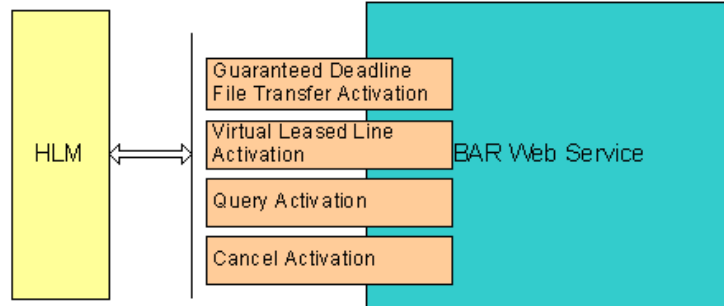 Guaranteed Deadline
File Transfer Activation
HLM
Virtual Leased Line
Activation
BAR Web Service
Query Activation
Cancel Activation